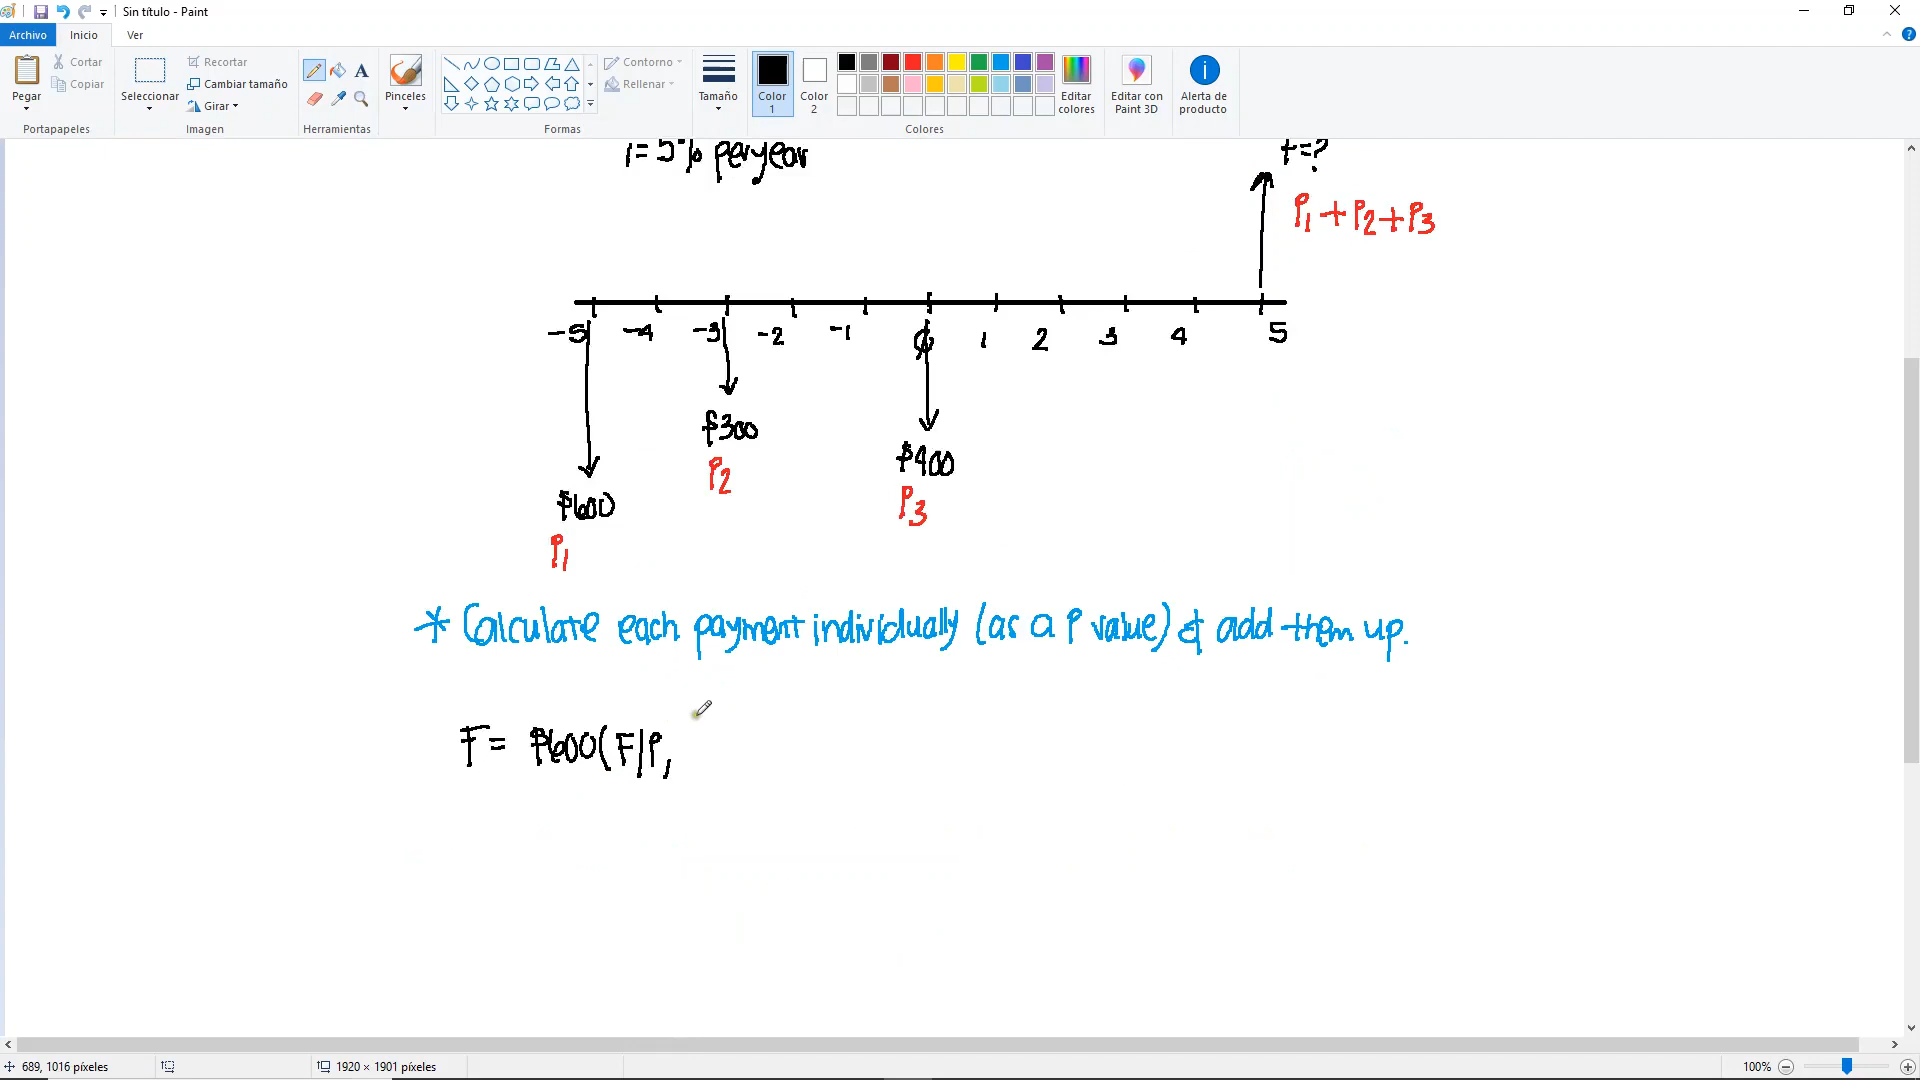 Sin título - Paint
Archivo Inicio Ver
Pegar
Cortar
Copiar
Portapapeles
Seleccionar
Recortar
Cambiar tamaño
Girar
Imagen
A
Herramientas
Pinceles
Contorno
Rellenar
Formas
Tamaño
Color 1
Color 2
Editar colores
Colores
Editar con Paint 3D
Alerta de producto
i = 5% per year
P1 + P2 + P3
-5 -4 -3 -2 -1 0 1 2 3 4 5
$300
P2
$400
P3
$600
P1
* Calculate each payment individually (as a P value) & add them up.
F = $600(F|P,
689, 1016 píxeles
1920 × 1901 píxeles
100%